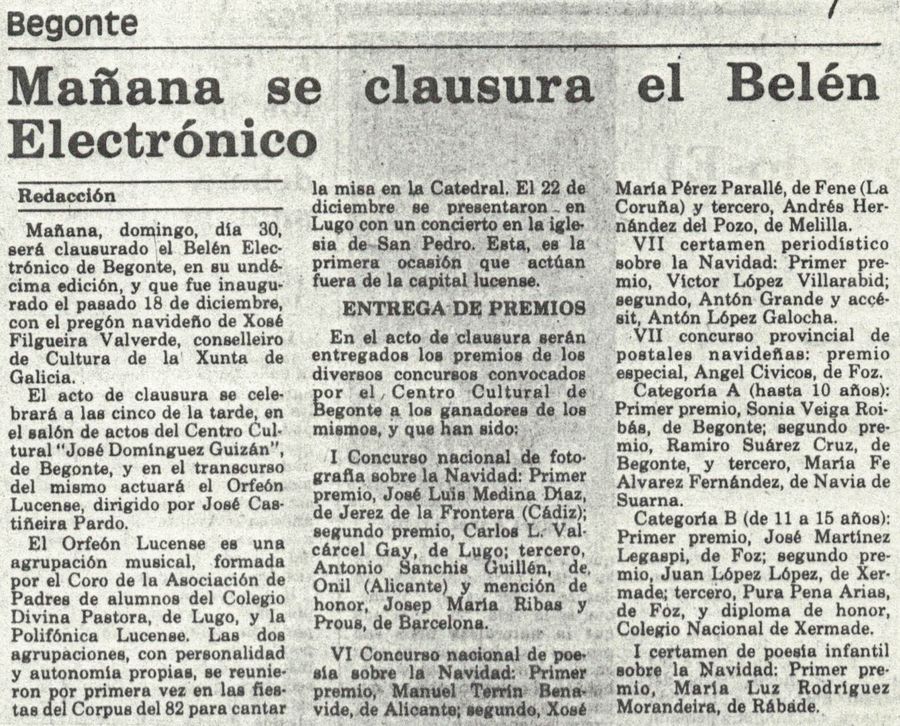 Begonte
Mañana se clausura el Belén
Electrónico
Redacción
Mañana, domingo, día 30,
será clausurado el Belén Elec-
trónico de Begonte, en su undé-
cima edición, y que fue inaugu-
rado el pasado 18 de diciembre,
con el pregón navideño de Xosé
Filgueira Valverde, conselleiro
de Cultura de la Xunta de
Galicia.
El acto de clausura se cele-
brará a las cinco de la tarde, en
el salón de actos del Centro Cul-
tural "José Domínguez Guizán",
de Begonte, y en el transcurso
del mismo actuará el Orfeón
Lucense, dirigido por José Cas-
tiñeira Pardo.
El Orfeón Lucense es una
agrupación musical, formada
por el Coro de la Asociación de
Padres de alumnos del Colegio
Divina Pastora, de Lugo, y la
Polifónica Lucense. Las dos
agrupaciones, con personalidad
y autonomía propias, se reunie-
ron por primera vez en las fies-
tas del Corpus del 82 para cantar
la misa en la Catedral. El 22 de
diciembre se presentaron en
Lugo con un concierto en la igle-
sia de San Pedro. Esta, es la
primera ocasión que actúan
fuera de la capital lucense.
ENTREGA DE PREMIOS
En el acto de clausura serán
entregados los premios de los
diversos concursos convocados
por el Centro Cultural de
Begonte a los ganadores de los
mismos, y que han sido:
I Concurso nacional de foto-
grafía sobre la Navidad: Primer
premio, José Luis Medina Díaz,
de Jerez de la Frontera (Cádiz);
segundo premio, Carlos L. Val-
cárcel Gay, de Lugo; tercero,
Antonio Sanchis Guillén, de
Onil (Alicante) y mención de
honor, Josep María Ribas y
Prous, de Barcelona.
VI Concurso nacional de poe-
sía sobre la Navidad: Primer
premio, Manuel Terrín Bena-
vide, de Alicante; segundo, Xosé
María Pérez Parallé, de Fene (La
Coruña) y tercero, Andrés Her-
nández del Pozo, de Melilla.
VII certamen periodístico
sobre la Navidad: Primer pre-
mio, Víctor López Villarabid;
segundo, Antón Grande y accé-
sit, Antón López Galocha.
VII concurso provincial de
postales navideñas: premio
especial, Angel Civicos, de Foz.
Categoría A (hasta 10 años):
Primer premio, Sonia Veiga Roi-
bás, de Begonte; segundo pre-
mio, Ramiro Suárez Cruz, de
Begonte, y tercero, María Fe
Alvarez Fernández, de Navia de
Suarna.
Categoría B (de 11 a 15 años):
Primer premio, José Martínez
Legaspi, de Foz; segundo pre-
mio, Juan López López, de Xer-
made; tercero, Pura Pena Arias,
de Foz, y diploma de honor,
Colegio Nacional de Xermade.
I certamen de poesía infantil
sobre la Navidad: Primer pre-
mio, María Luz Rodríguez
Morandeira, de Rábade.